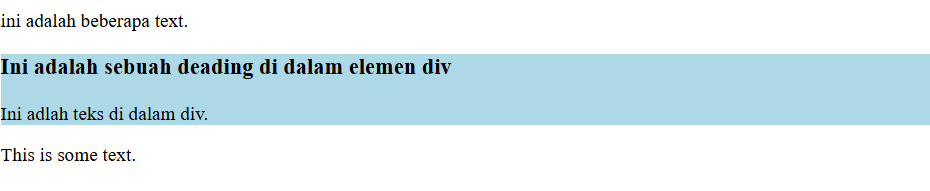 ini adalah beberapa text.
Ini adalah sebuah deading di dalam elemen div
Ini adlah teks di dalam div.
This is some text.